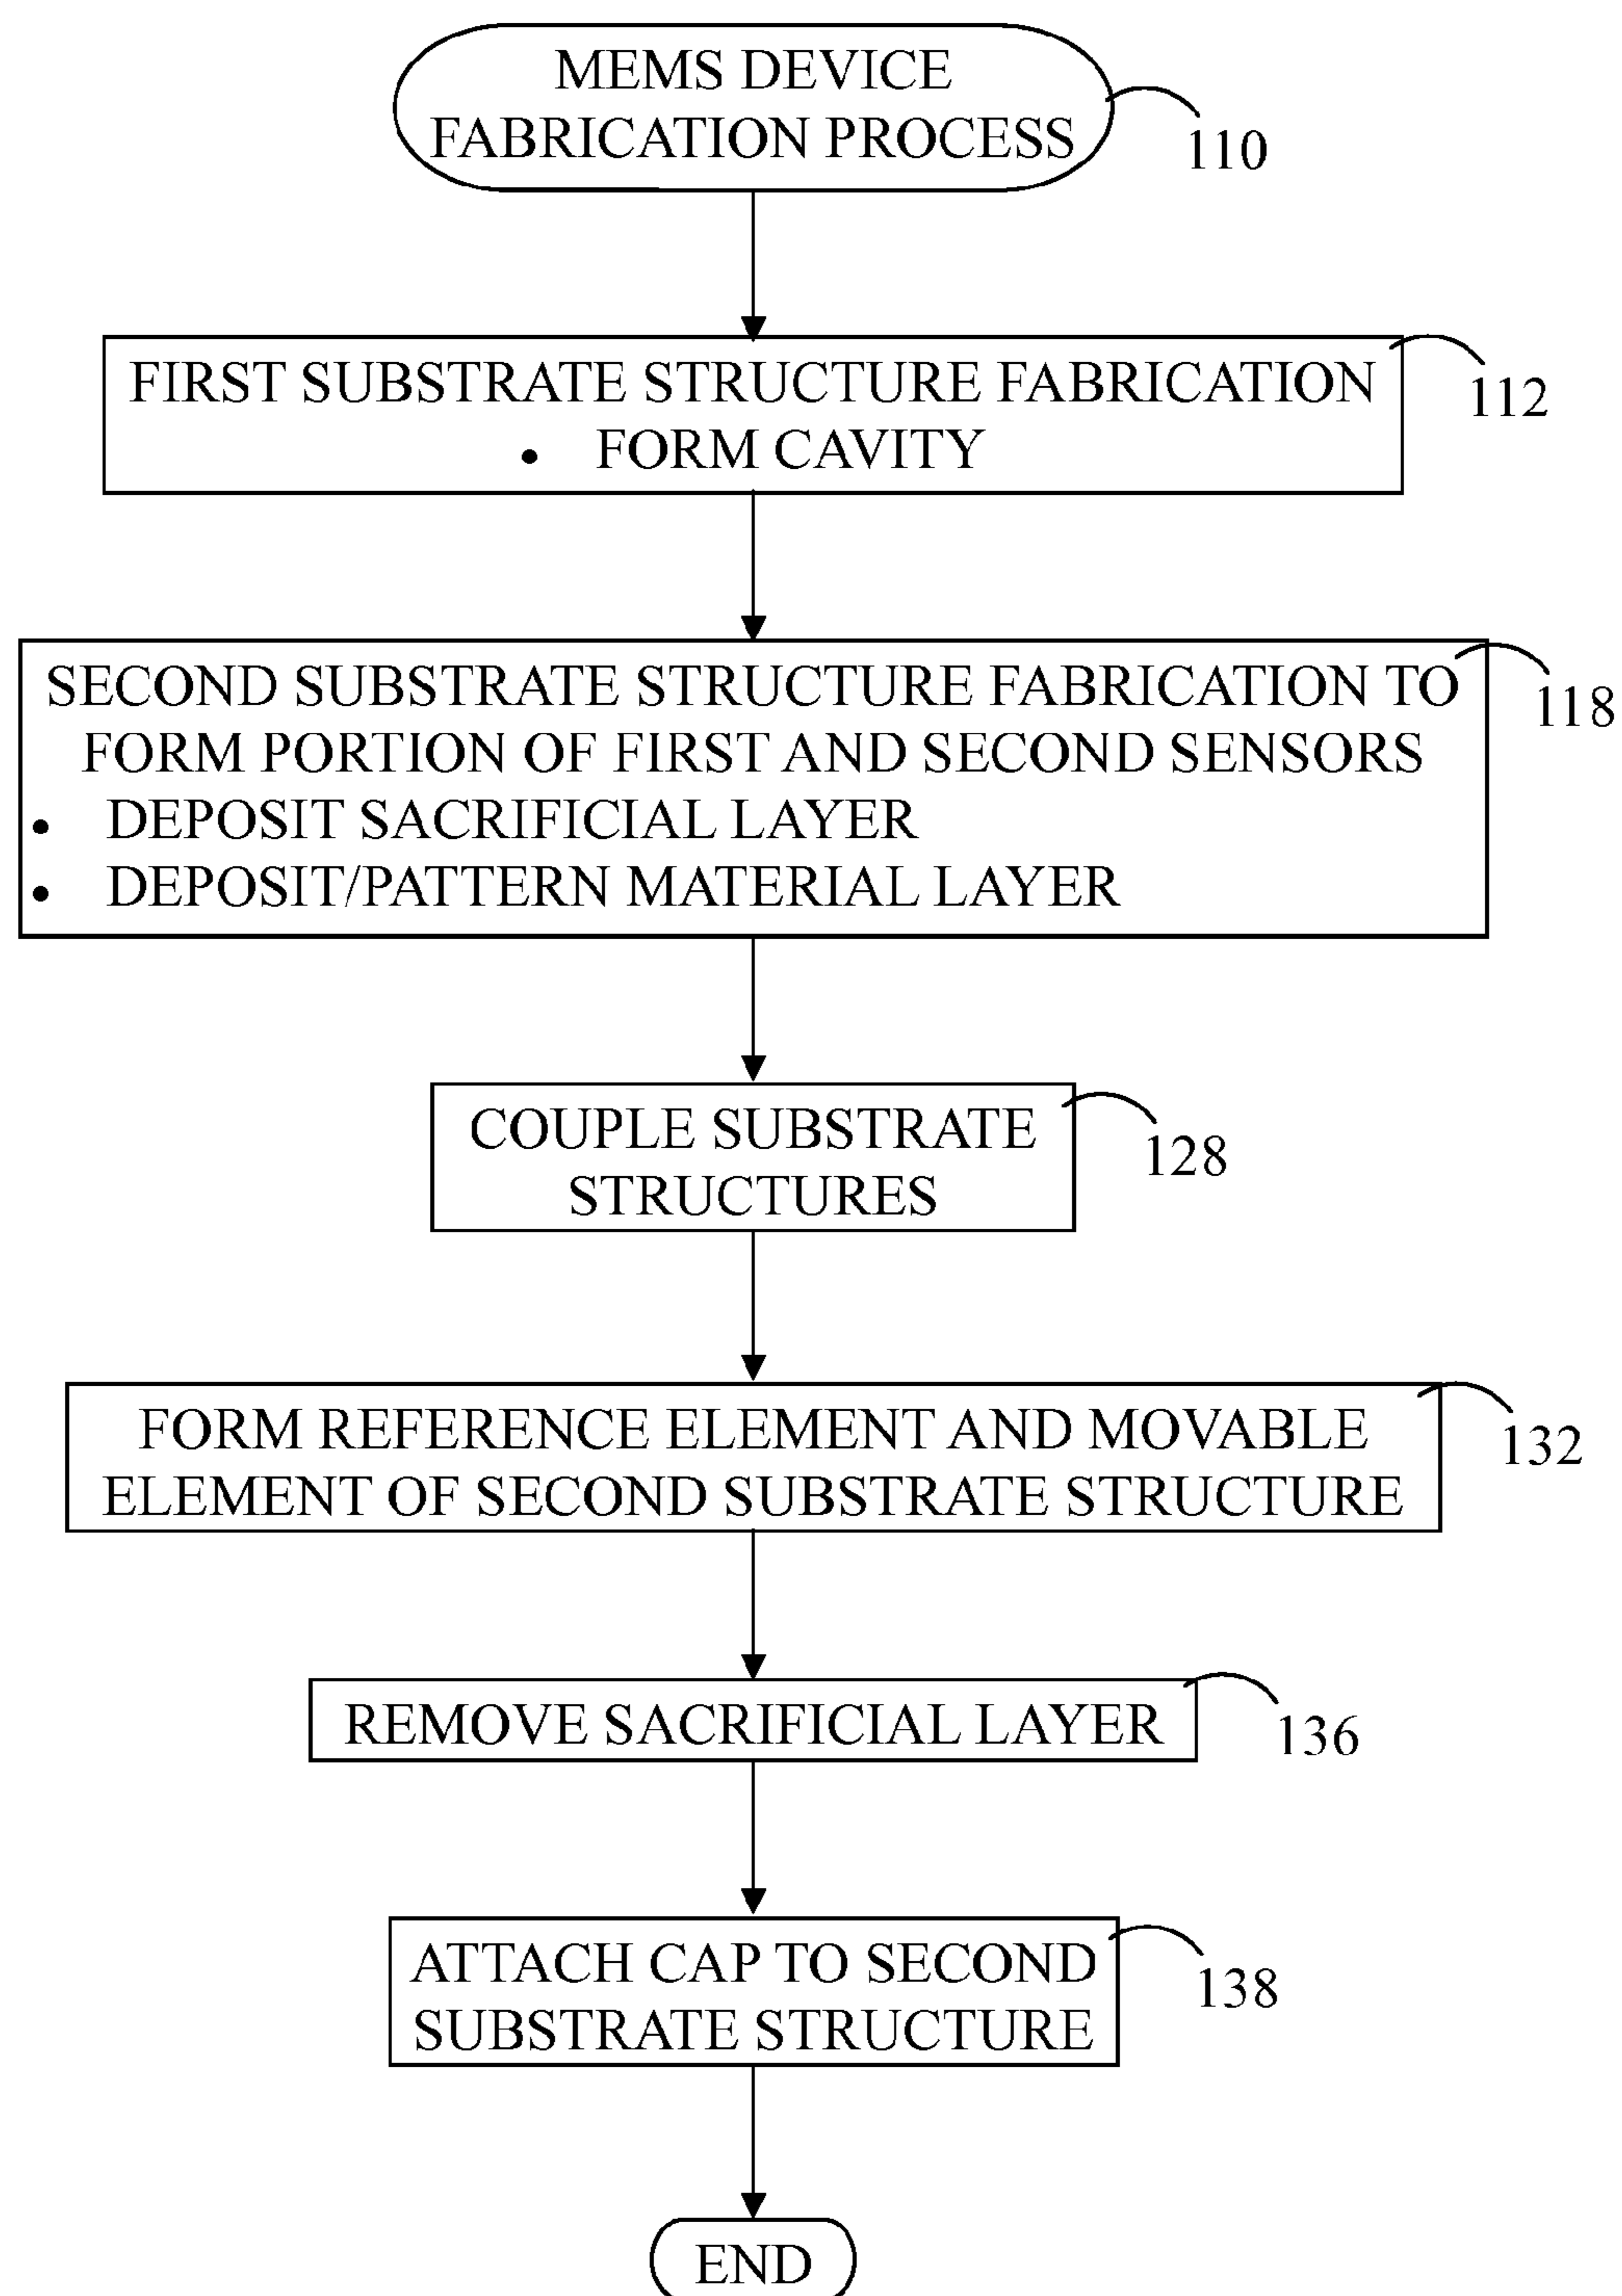 MEMS DEVICE
FABRICATION PROCESS
110
FIRST SUBSTRATE STRUCTURE FABRICATION
• FORM CAVITY
112
SECOND SUBSTRATE STRUCTURE FABRICATION TO
FORM PORTION OF FIRST AND SECOND SENSORS
• DEPOSIT SACRIFICIAL LAYER
• DEPOSIT/PATTERN MATERIAL LAYER
118
COUPLE SUBSTRATE
STRUCTURES
128
FORM REFERENCE ELEMENT AND MOVABLE
ELEMENT OF SECOND SUBSTRATE STRUCTURE
132
REMOVE SACRIFICIAL LAYER
136
ATTACH CAP TO SECOND
SUBSTRATE STRUCTURE
138
END